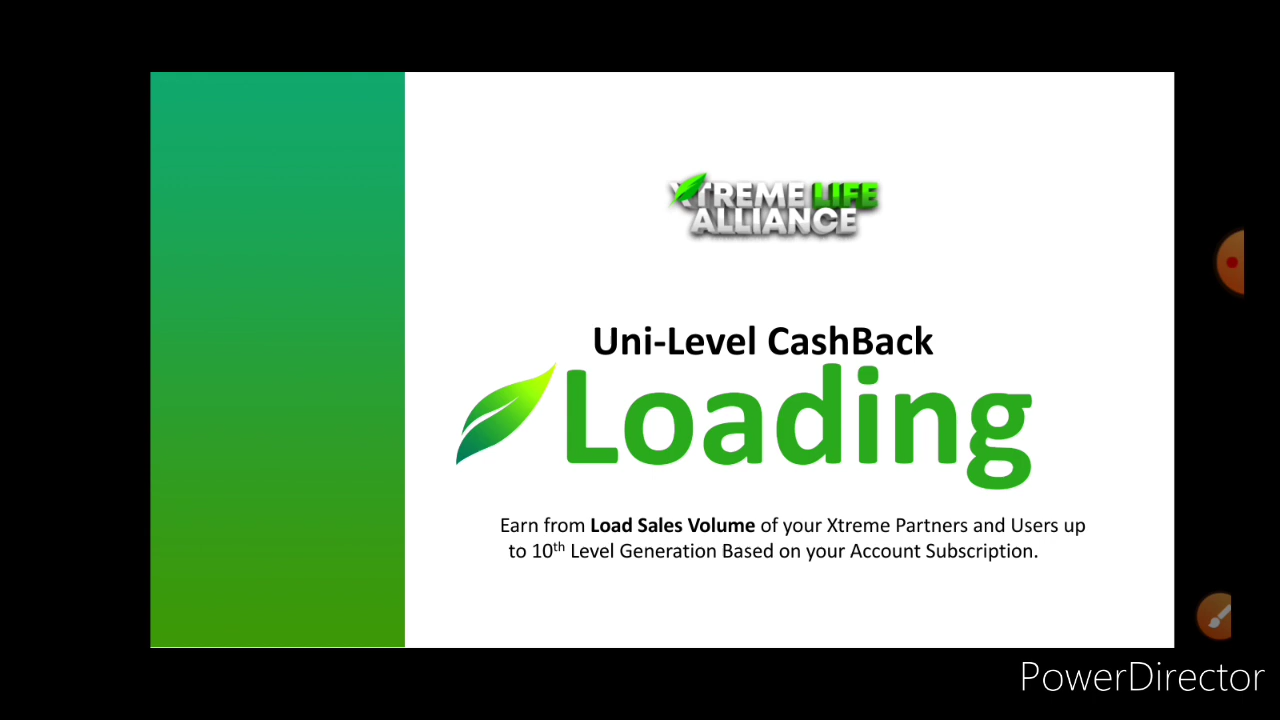 XTREME LIFE
ALLIANCE
Uni-Level CashBack
Loading
Earn from Load Sales Volume of your Xtreme Partners and Users up
to 10th Level Generation Based on your Account Subscription.
PowerDirector